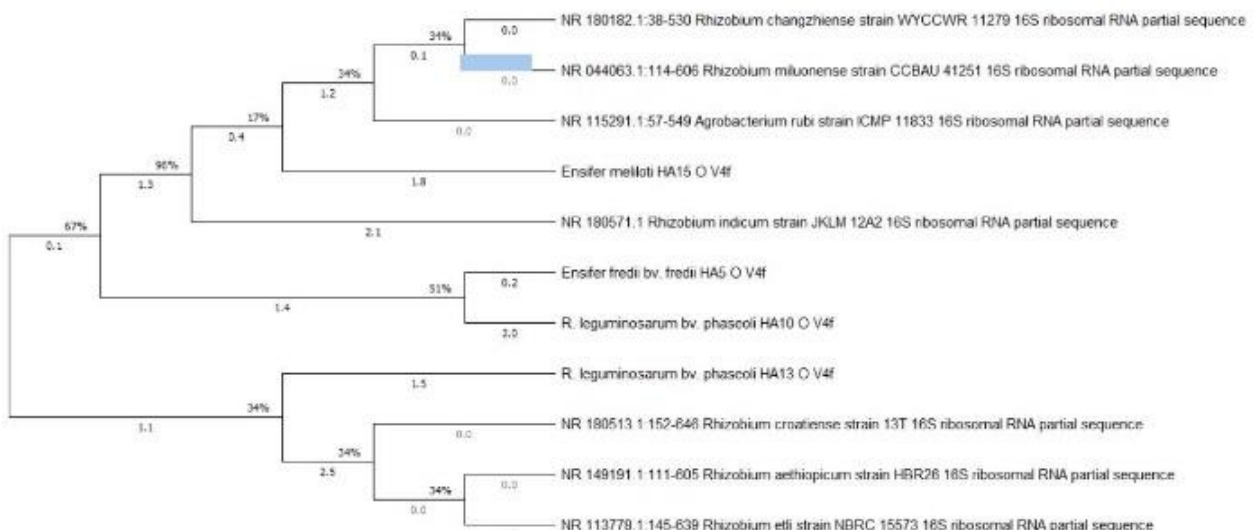 34%
0.0
NR 180182.1:38-530 Rhizobium changzhiense strain WYCCWR 11279 16S ribosomal RNA partial sequence
0.1
34%
0.0
NR 044063.1:114-606 Rhizobium miluonense strain CCBAU 41251 16S ribosomal RNA partial sequence
1.2
17%
0.0
NR 115291.1:57-549 Agrobacterium rubi strain ICMP 11833 16S ribosomal RNA partial sequence
0.4
96%
1.8
Ensifer meliloti HA15 O V4f
1.3
67%
2.1
NR 180571.1 Rhizobium indicum strain JKLM 12A2 16S ribosomal RNA partial sequence
0.1
0.2
Ensifer fredii bv. fredii HA5 O V4f
51%
1.4
2.0
R. leguminosarum bv. phaseoli HA10 O V4f
1.5
R. leguminosarum bv. phaseoli HA13 O V4f
34%
1.1
0.0
NR 180513 1:152-646 Rhizobium croatiense strain 13T 16S ribosomal RNA partial sequence
34%
2.5
0.0
NR 149191.1:111-605 Rhizobium aethiopicum strain HBR26 16S ribosomal RNA partial sequence
34%
0.0
NR 113778.1:145-639 Rhizobium etli strain NBRC 15573 16S ribosomal RNA partial sequence